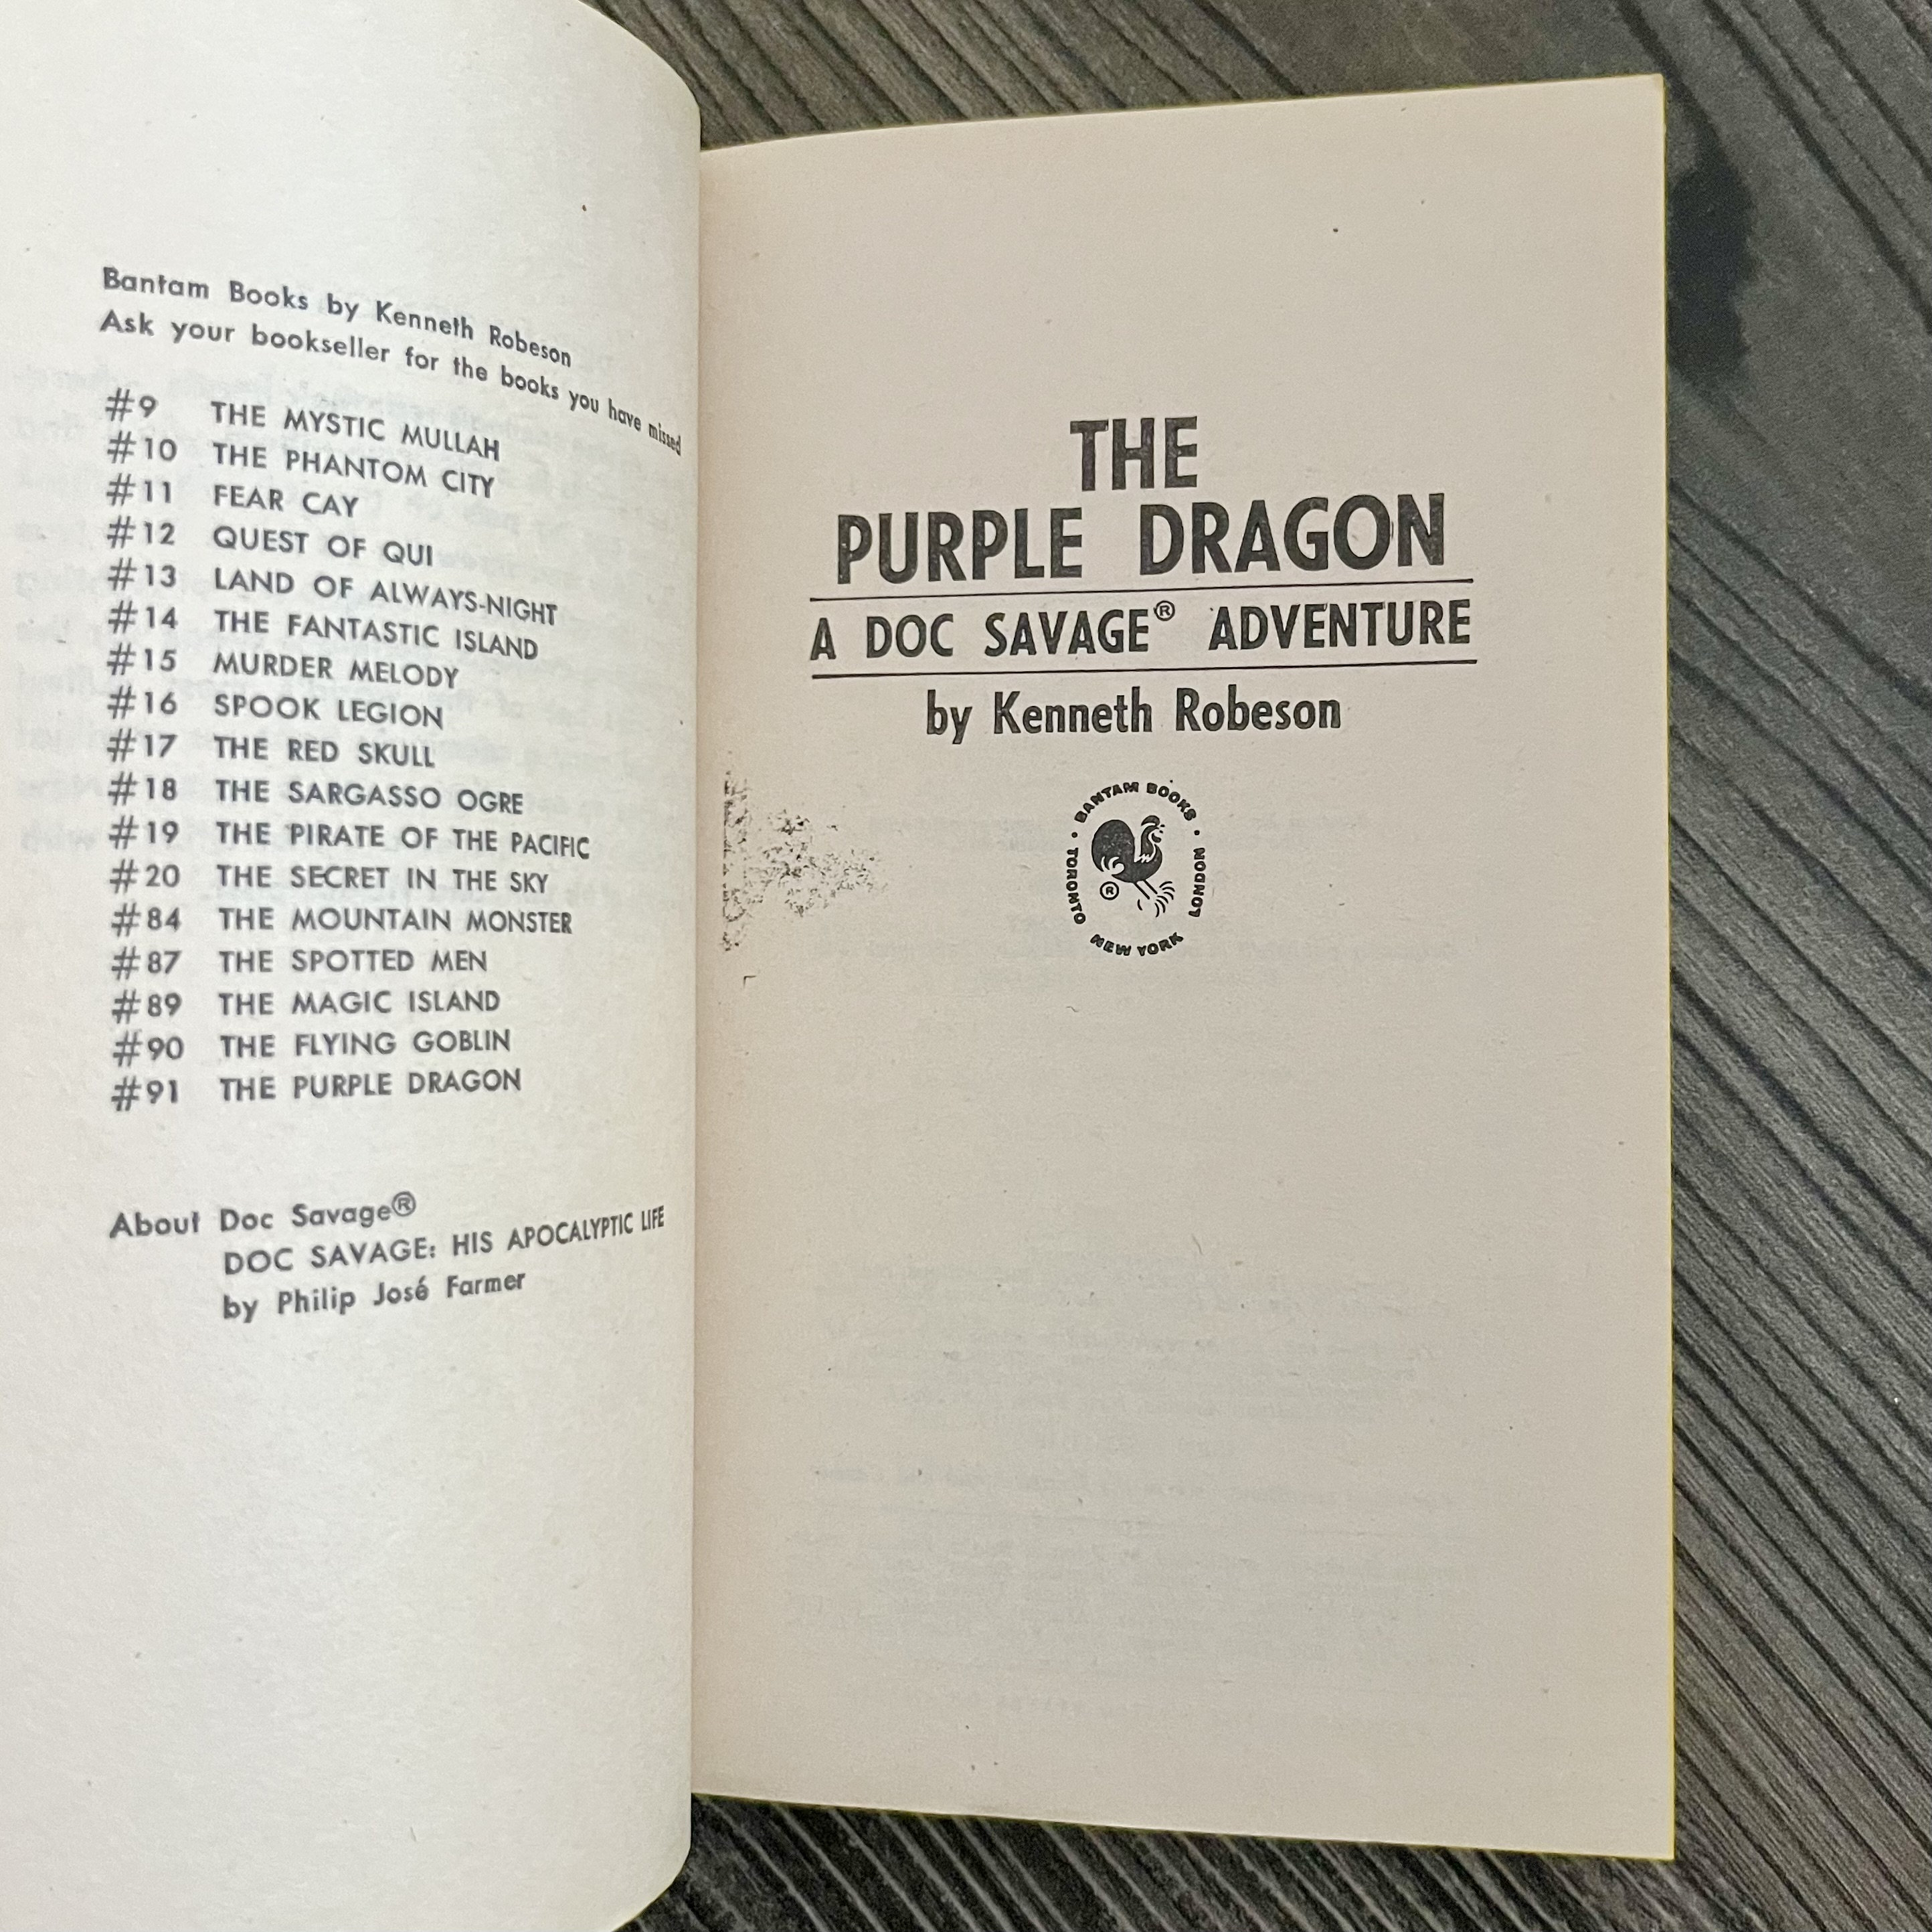 Bantam Books by Kenneth Robeson
Ask your bookseller for the books you have missed
#9 THE MYSTIC MULLAH
#10 THE PHANTOM CITY
#11 FEAR CAY
#12 QUEST OF QUI
#13 LAND OF ALWAYS-NIGHT
#14 THE FANTASTIC ISLAND
#15 MURDER MELODY
#16 SPOOK LEGION
#17 THE RED SKULL
#18 THE SARGASSO OGRE
#19 THE PIRATE OF THE PACIFIC
#20 THE SECRET IN THE SKY
#84 THE MOUNTAIN MONSTER
#87 THE SPOTTED MEN
#89 THE MAGIC ISLAND
#90 THE FLYING GOBLIN
#91 THE PURPLE DRAGON
About Doc Savage®
DOC SAVAGE: HIS APOCALYPTIC LIFE
by Philip José Farmer
THE
PURPLE DRAGON
A DOC SAVAGE® ADVENTURE
by Kenneth Robeson
BANTAM BOOKS
TORONTO · NEW YORK · LONDON
®